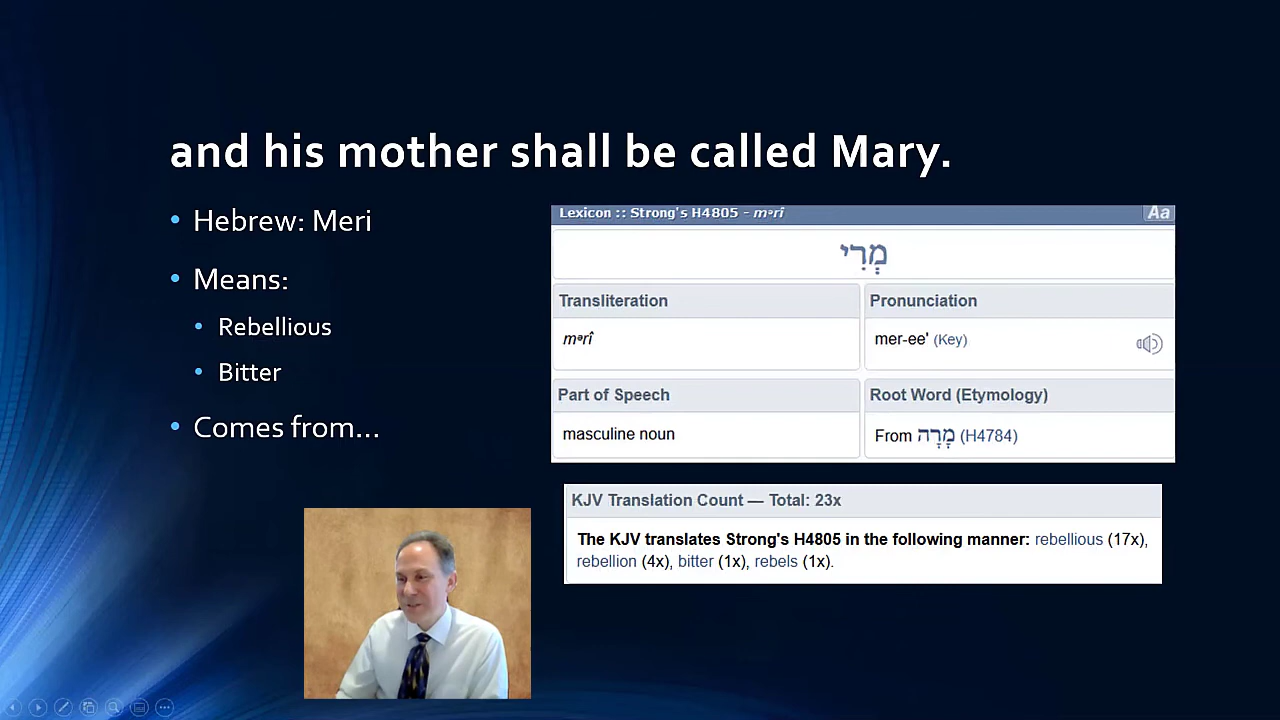 and his mother shall be called Mary.
• Hebrew: Meri
• Means:
• Rebellious
• Bitter
• Comes from...
Lexicon :: Strong's H4805 - mᵊrî
Aa
מְרִי
Transliteration
Pronunciation
mᵊrî
mer-ee' (Key)
Part of Speech
Root Word (Etymology)
masculine noun
From מָרָה (H4784)
KJV Translation Count — Total: 23x
The KJV translates Strong's H4805 in the following manner: rebellious (17x),
rebellion (4x), bitter (1x), rebels (1x).